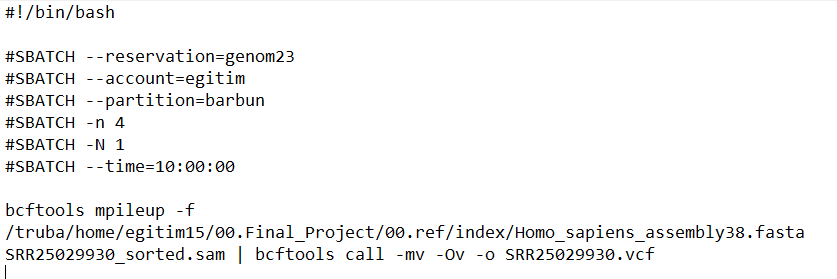 #!/bin/bash
#SBATCH --reservation=genom23
#SBATCH --account=egitim
#SBATCH --partition=barbun
#SBATCH -n 4
#SBATCH -N 1
#SBATCH --time=10:00:00
bcftools mpileup -f
/truba/home/egitim15/00.Final_Project/00.ref/index/Homo_sapiens_assembly38.fasta
SRR25029930_sorted.sam | bcftools call -mv -Ov -o SRR25029930.vcf